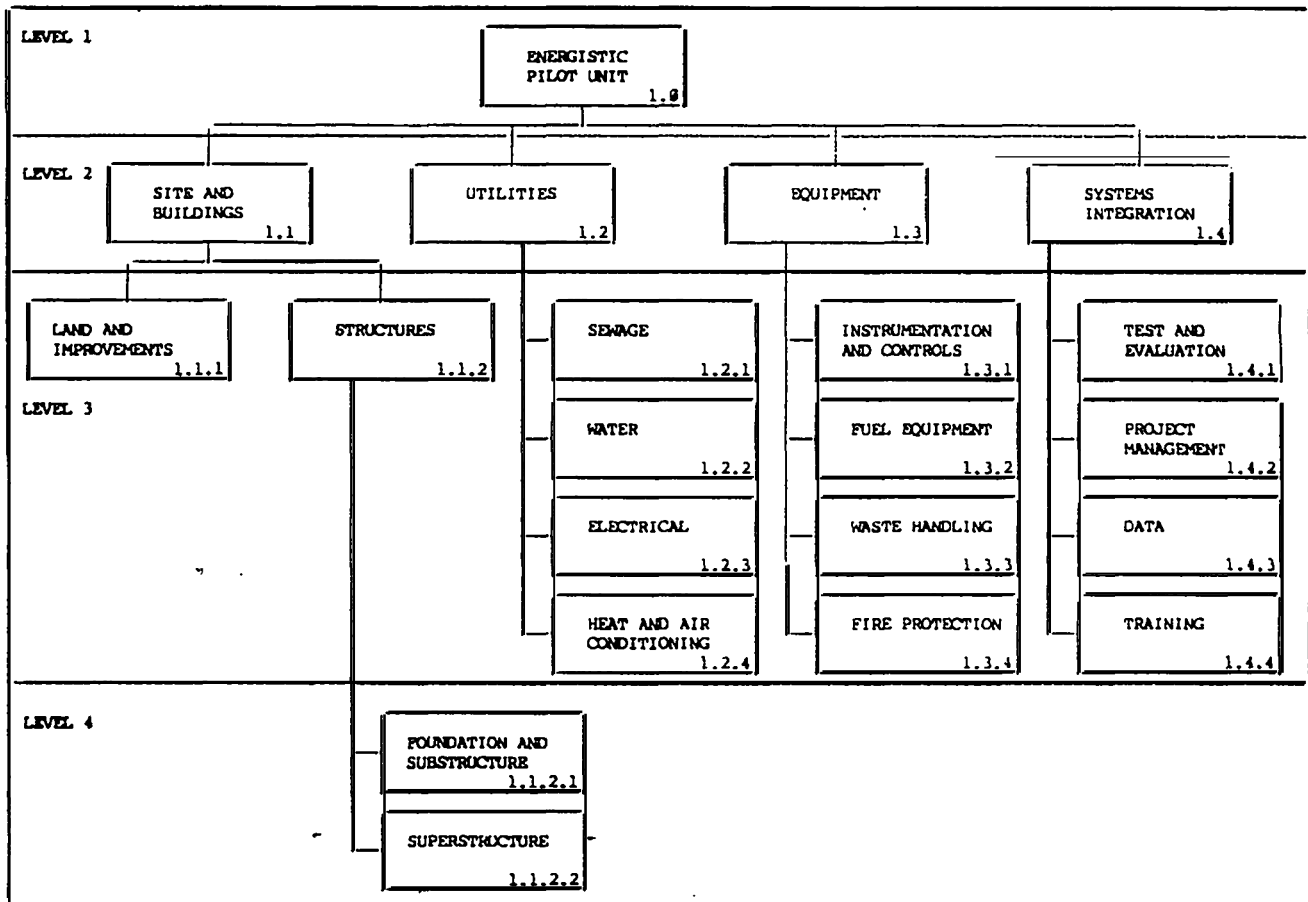 LEVEL 1
ENERGISTIC
PILOT UNIT
1.0
LEVEL 2
SITE AND
BUILDINGS
1.1
UTILITIES
1.2
EQUIPMENT
1.3
SYSTEMS
INTEGRATION
1.4
LAND AND
IMPROVEMENTS
1.1.1
STRUCTURES
1.1.2
SEWAGE
1.2.1
INSTRUMENTATION
AND CONTROLS
1.3.1
TEST AND
EVALUATION
1.4.1
LEVEL 3
WATER
1.2.2
FUEL EQUIPMENT
1.3.2
PROJECT
MANAGEMENT
1.4.2
ELECTRICAL
1.2.3
WASTE HANDLING
1.3.3
DATA
1.4.3
HEAT AND AIR
CONDITIONING
1.2.4
FIRE PROTECTION
1.3.4
TRAINING
1.4.4
LEVEL 4
FOUNDATION AND
SUBSTRUCTURE
1.1.2.1
SUPERSTRUCTURE
1.1.2.2